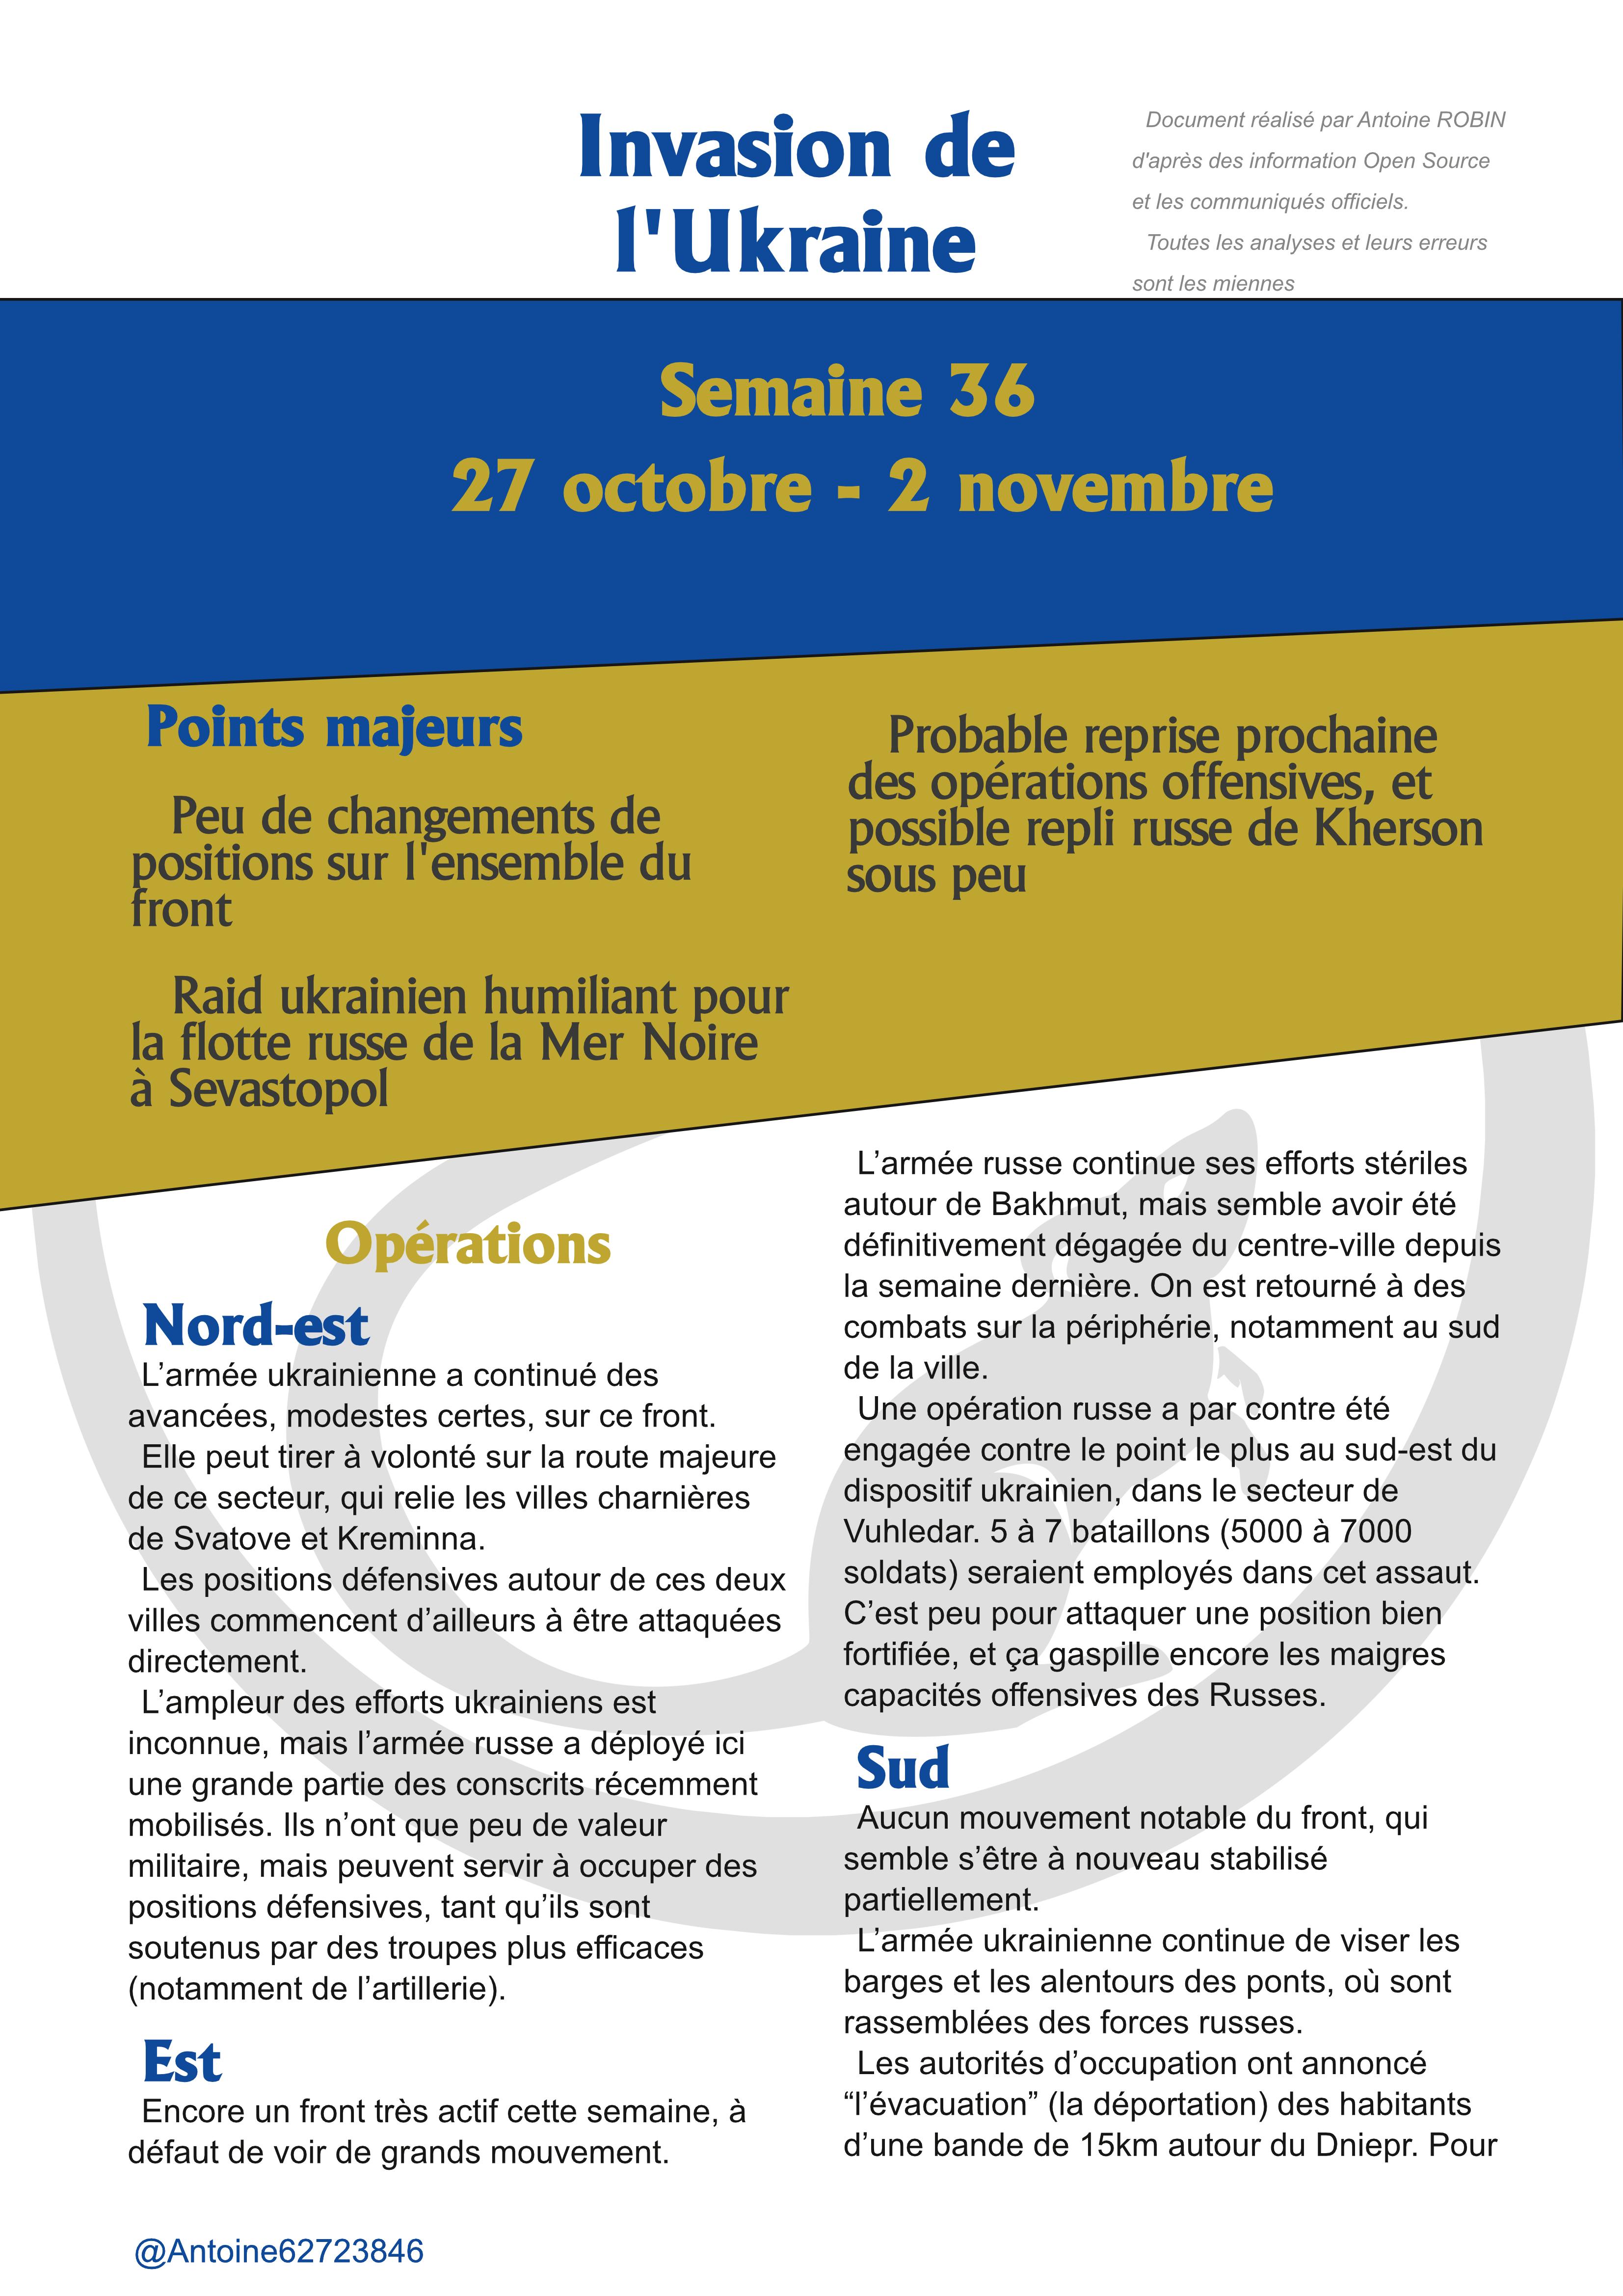 Invasion de
l'Ukraine
Document réalisé par Antoine ROBIN
d'après des information Open Source
et les communiqués officiels.
Toutes les analyses et leurs erreurs
sont les miennes
Semaine 36
27 octobre - 2 novembre
Points majeurs
Peu de changements de
positions sur l'ensemble du
front
Raid ukrainien humiliant pour
la flotte russe de la Mer Noire
à Sevastopol
Probable reprise prochaine
des opérations offensives, et
possible repli russe de Kherson
sous peu
Opérations
Nord-est
L’armée ukrainienne a continué des
avancées, modestes certes, sur ce front.
Elle peut tirer à volonté sur la route majeure
de ce secteur, qui relie les villes charnières
de Svatove et Kreminna.
Les positions défensives autour de ces deux
villes commencent d’ailleurs à être attaquées
directement.
L’ampleur des efforts ukrainiens est
inconnue, mais l’armée russe a déployé ici
une grande partie des conscrits récemment
mobilisés. Ils n’ont que peu de valeur
militaire, mais peuvent servir à occuper des
positions défensives, tant qu’ils sont
soutenus par des troupes plus efficaces
(notamment de l’artillerie).
Est
Encore un front très actif cette semaine, à
défaut de voir de grands mouvement.
L’armée russe continue ses efforts stériles
autour de Bakhmut, mais semble avoir été
définitivement dégagée du centre-ville depuis
la semaine dernière. On est retourné à des
combats sur la périphérie, notamment au sud
de la ville.
Une opération russe a par contre été
engagée contre le point le plus au sud-est du
dispositif ukrainien, dans le secteur de
Vuhledar. 5 à 7 bataillons (5000 à 7000
soldats) seraient employés dans cet assaut.
C’est peu pour attaquer une position bien
fortifiée, et ça gaspille encore les maigres
capacités offensives des Russes.
Sud
Aucun mouvement notable du front, qui
semble s’être à nouveau stabilisé
partiellement.
L’armée ukrainienne continue de viser les
barges et les alentours des ponts, où sont
rassemblées des forces russes.
Les autorités d’occupation ont annoncé
“l’évacuation” (la déportation) des habitants
d’une bande de 15km autour du Dniepr. Pour
@Antoine62723846